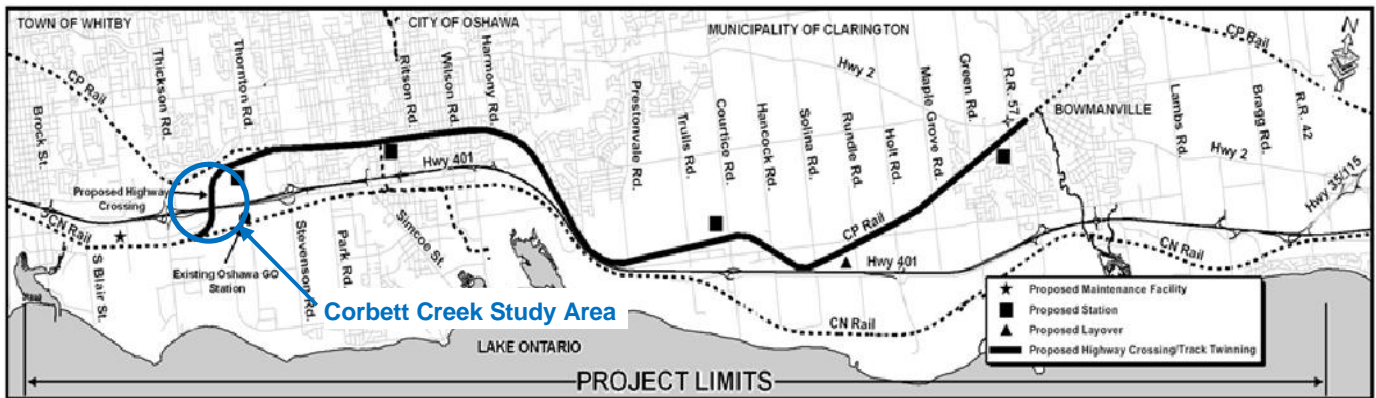 TOWN OF WHITBY
CITY OF OSHAWA
MUNICIPALITY OF CLARINGTON
N
CP Rail
Brock St.
Thickson Rd.
Thornton Rd.
Ritson Rd.
Wilson Rd.
Harmony Rd.
Hwy 2
Prestonvale Rd.
Trulls Rd.
Courtice Rd.
Hancock Rd.
Solina Rd.
Rundle Rd.
Holt Rd.
Maple Grove Rd.
Green Rd.
R.R. 57
BOWMANVILLE
CP Rail
Lambs Rd.
Bragg Rd.
R.R. 42
Hwy 2
Hwy 35/115
Proposed Highway
Crossing
Hwy 401
CN Rail
S Blair St.
Existing Oshawa GO
Station
Stevenson Rd.
Park Rd.
Simcoe St.
CP Rail
Hwy 401
CN Rail
CN Rail
Corbett Creek Study Area
LAKE ONTARIO
Proposed Maintenance Facility
Proposed Station
Proposed Layover
Proposed Highway Crossing/Track Twinning
PROJECT LIMITS